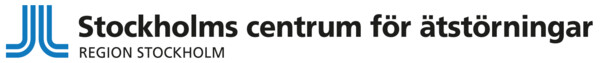 Stockholms centrum för ätstörningar
REGION STOCKHOLM